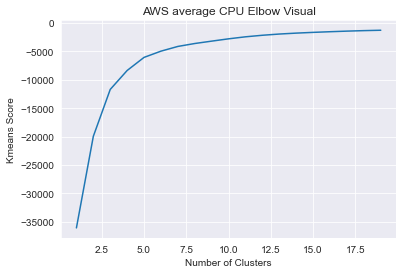 AWS average CPU Elbow Visual
0
−5000
−10000
−15000
−20000
−25000
−30000
−35000
Kmeans Score
2.5 5.0 7.5 10.0 12.5 15.0 17.5
Number of Clusters